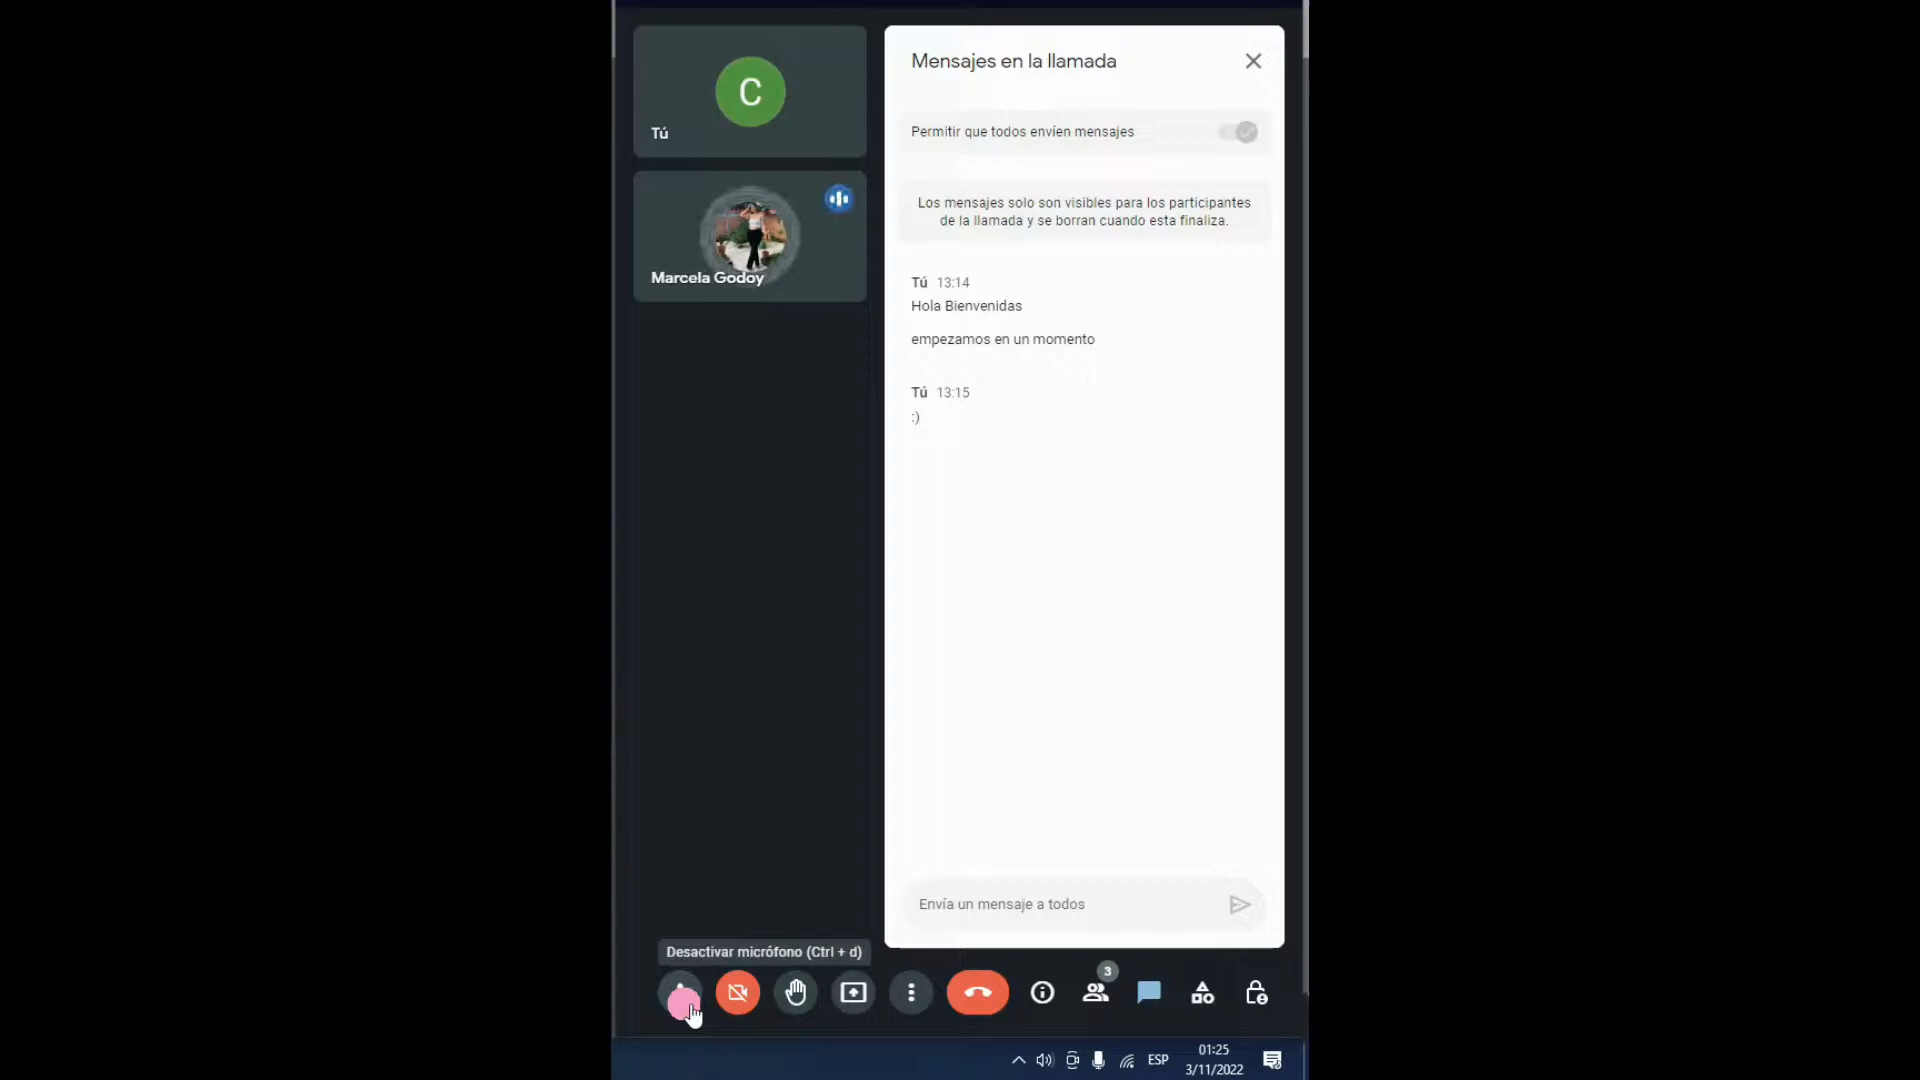 C
Tú
Marcela Godoy
Mensajes en la llamada
Permitir que todos envíen mensajes
Los mensajes solo son visibles para los participantes
de la llamada y se borran cuando esta finaliza.
Tú 13:14
Hola Bienvenidas
empezamos en un momento
Tú 13:15
:)
Envía un mensaje a todos
Desactivar micrófono (Ctrl + d)
3
ESP
01:25
3/11/2022